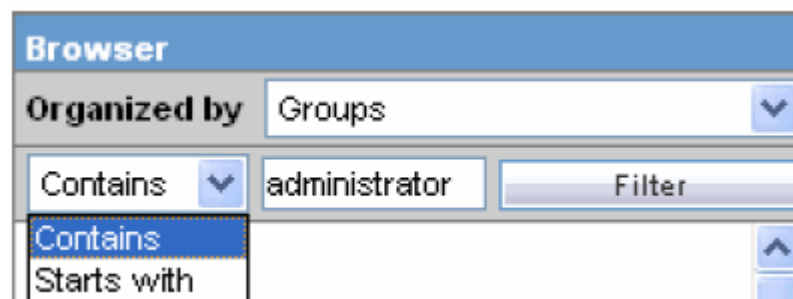 Browser
Organized by Groups
Contains administrator Filter
Contains
Starts with